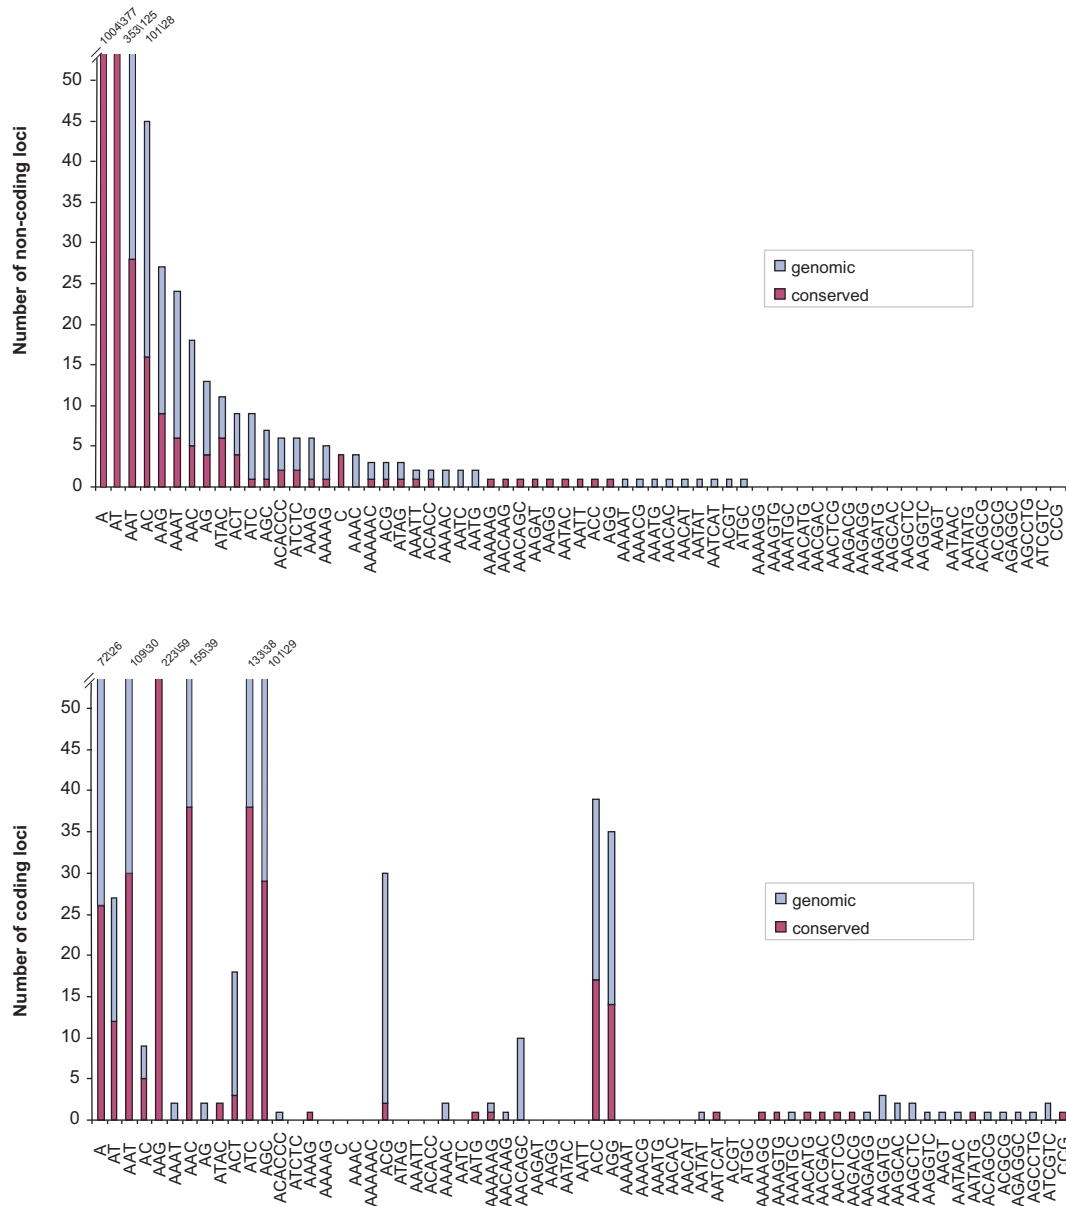 1004\377
353\125
101\28
Number of non-coding loci
50
45
40
35
30
25
20
15
10
5
0
genomic
conserved
A
AT
AAT
AC
AAG
AAAT
AAC
AG
ATAC
ACT
ATC
AGC
ACACCC
ATCTC
AAAG
AAAAG
C
AAAC
AAAAAC
ACG
ATAG
AAATT
ACACC
AAAAC
AATC
AATG
AAAAAG
AACAAG
AACAGC
AAGAT
AAGG
AATAC
AATT
ACC
AGG
AAAAT
AAACG
AAATG
AACAC
AACAT
AATAT
AATCAT
ACGT
ATGC
AAAAGG
AAAGTG
AAATGC
AACATG
AACGAC
AACTCG
AAGACG
AAGAGG
AAGATG
AAGCAC
AAGCTC
AAGGTC
AAGT
AATAAC
AATATG
ACAGCG
ACGCG
AGAGGC
AGCCTG
ATCGTC
CCG
72\26
109\30
223\59
155\39
133\38
101\29
Number of coding loci
50
45
40
35
30
25
20
15
10
5
0
genomic
conserved
A
AT
AAT
AC
AAG
AAAT
AAC
AG
ATAC
ACT
ATC
AGC
ACACCC
ATCTC
AAAG
AAAAG
C
AAAC
AAAAAC
ACG
ATAG
AAATT
ACACC
AAAAC
AATC
AATG
AAAAAG
AACAAG
AACAGC
AAGAT
AAGG
AATAC
AATT
ACC
AGG
AAAAT
AAACG
AAATG
AACAC
AACAT
AATAT
AATCAT
ACGT
ATGC
AAAAGG
AAAGTG
AAATGC
AACATG
AACGAC
AACTCG
AAGACG
AAGAGG
AAGATG
AAGCAC
AAGCTC
AAGGTC
AAGT
AATAAC
AATATG
ACAGCG
ACGCG
AGAGGC
AGCCTG
ATCGTC
CCG